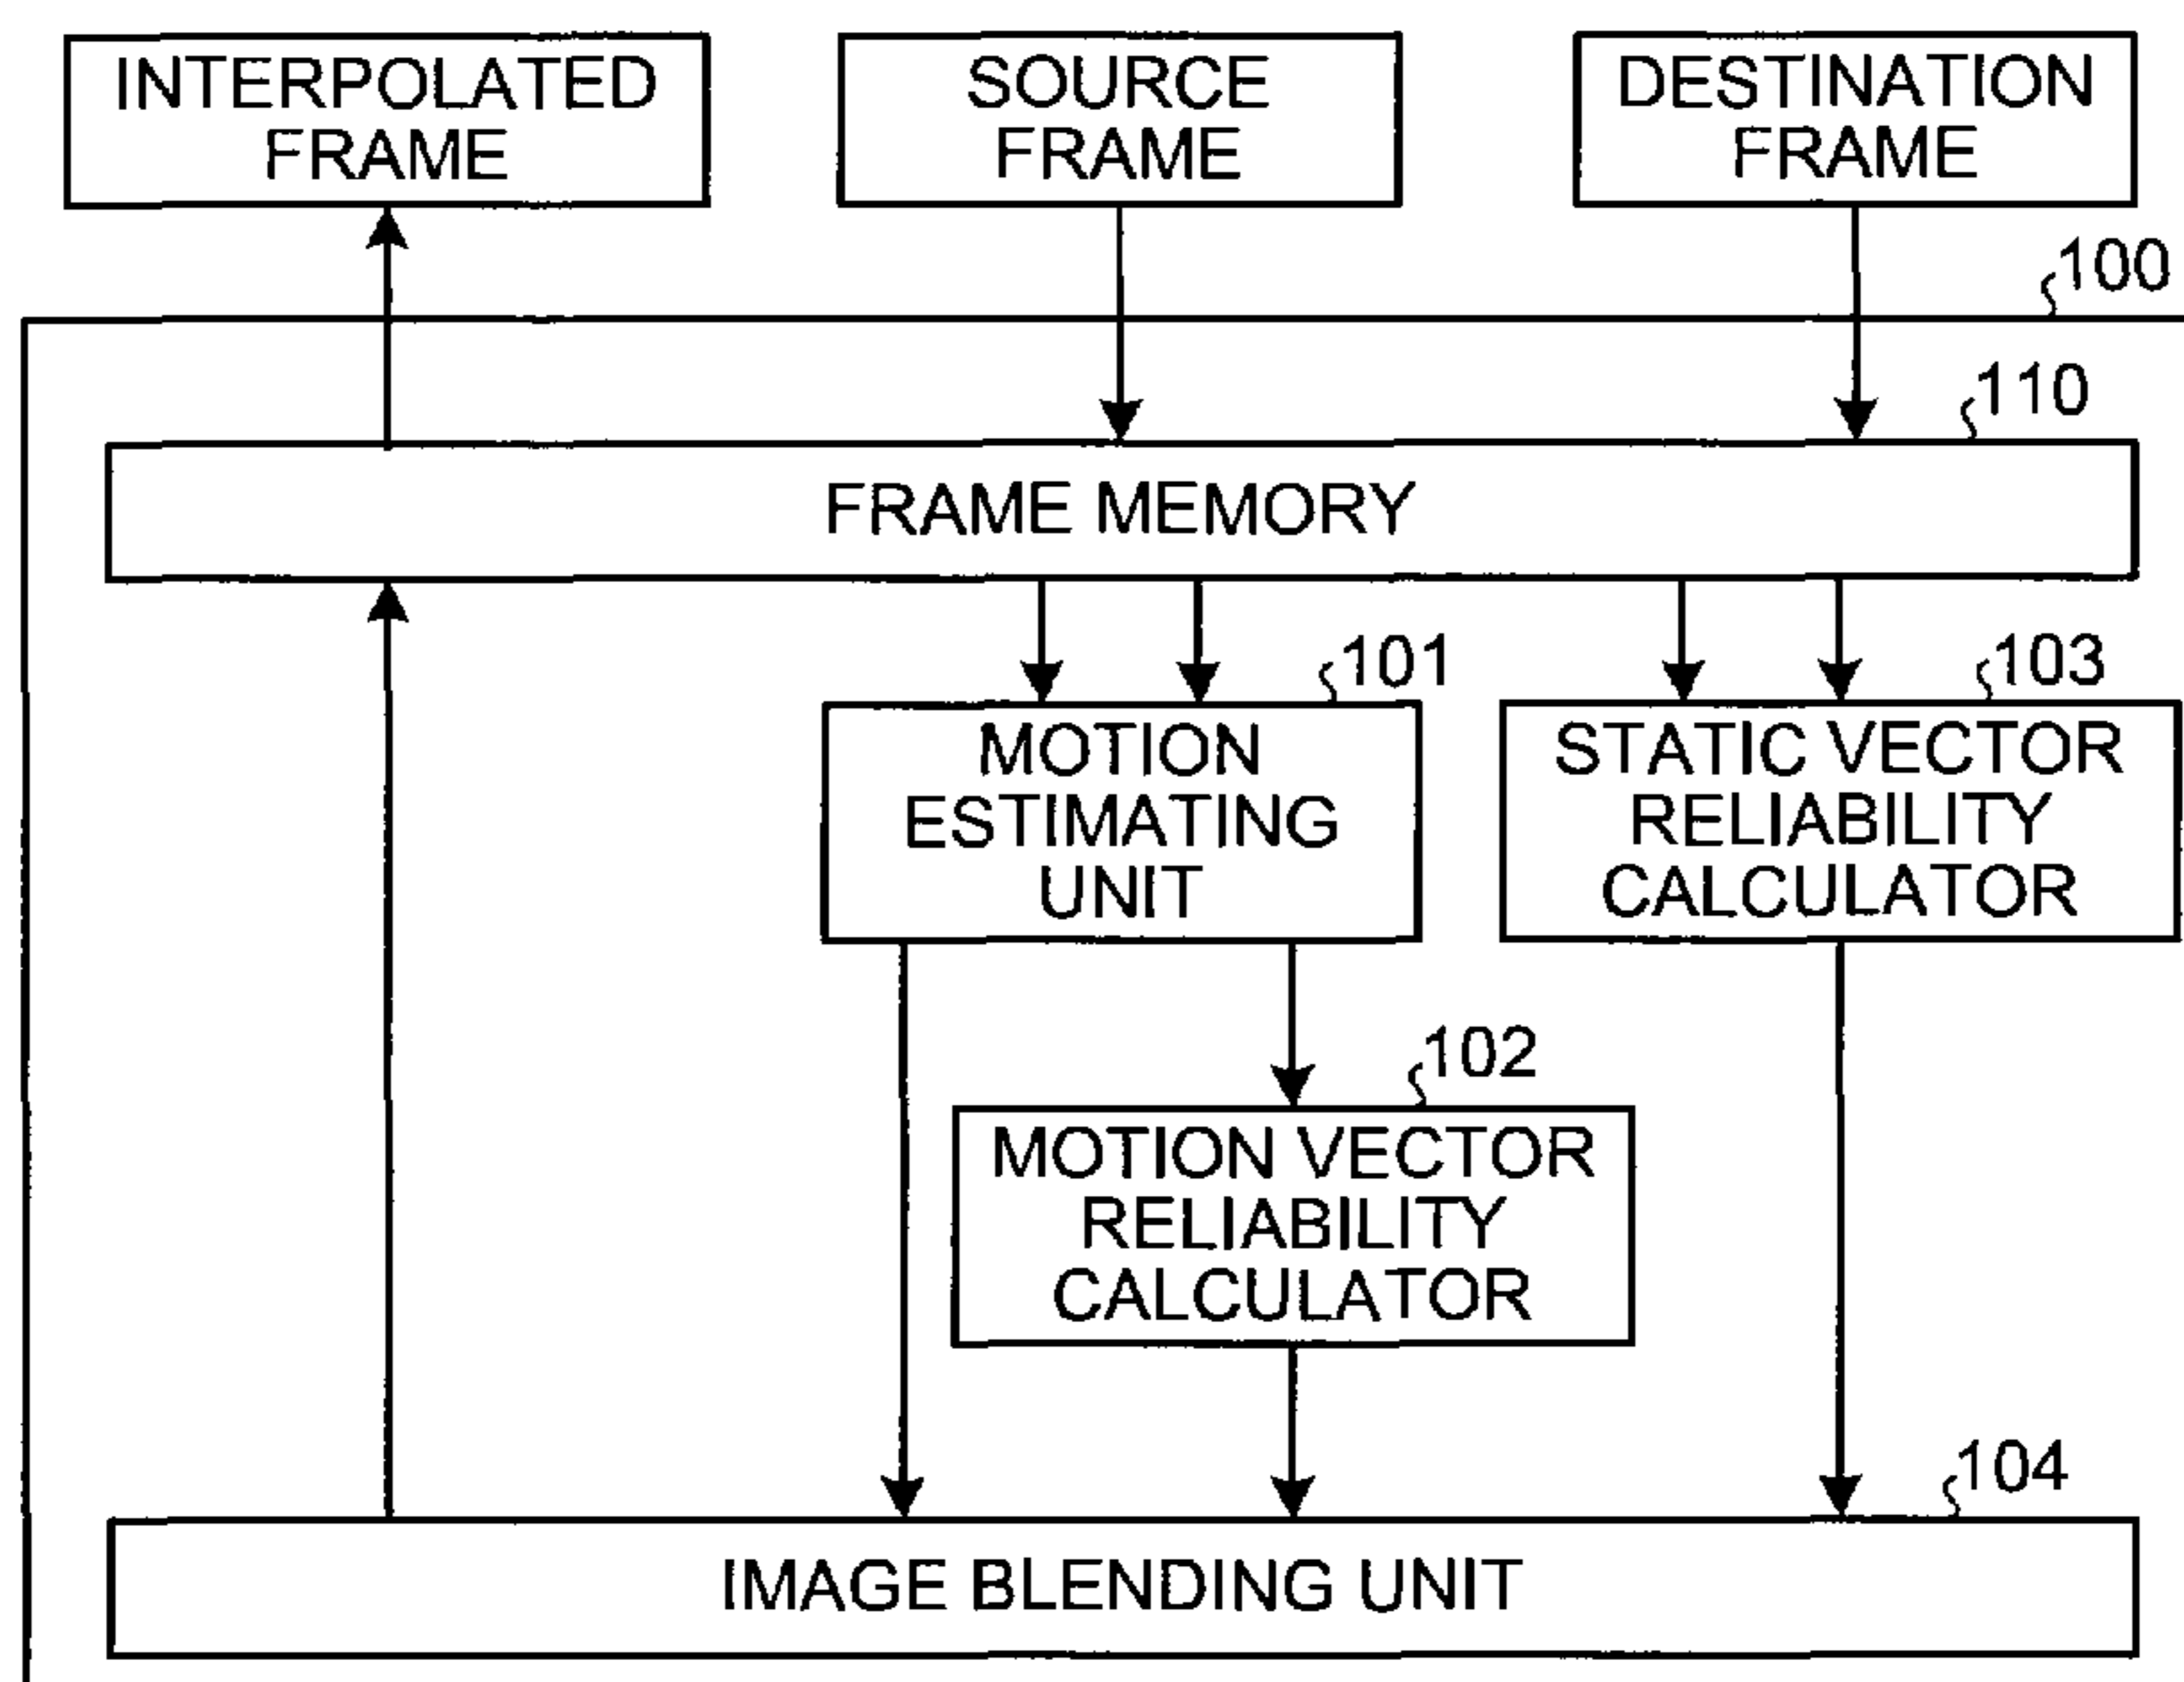 INTERPOLATED
FRAME
SOURCE
FRAME
DESTINATION
FRAME
100
110
FRAME MEMORY
101
103
MOTION
ESTIMATING
UNIT
STATIC VECTOR
RELIABILITY
CALCULATOR
102
MOTION VECTOR
RELIABILITY
CALCULATOR
104
IMAGE BLENDING UNIT